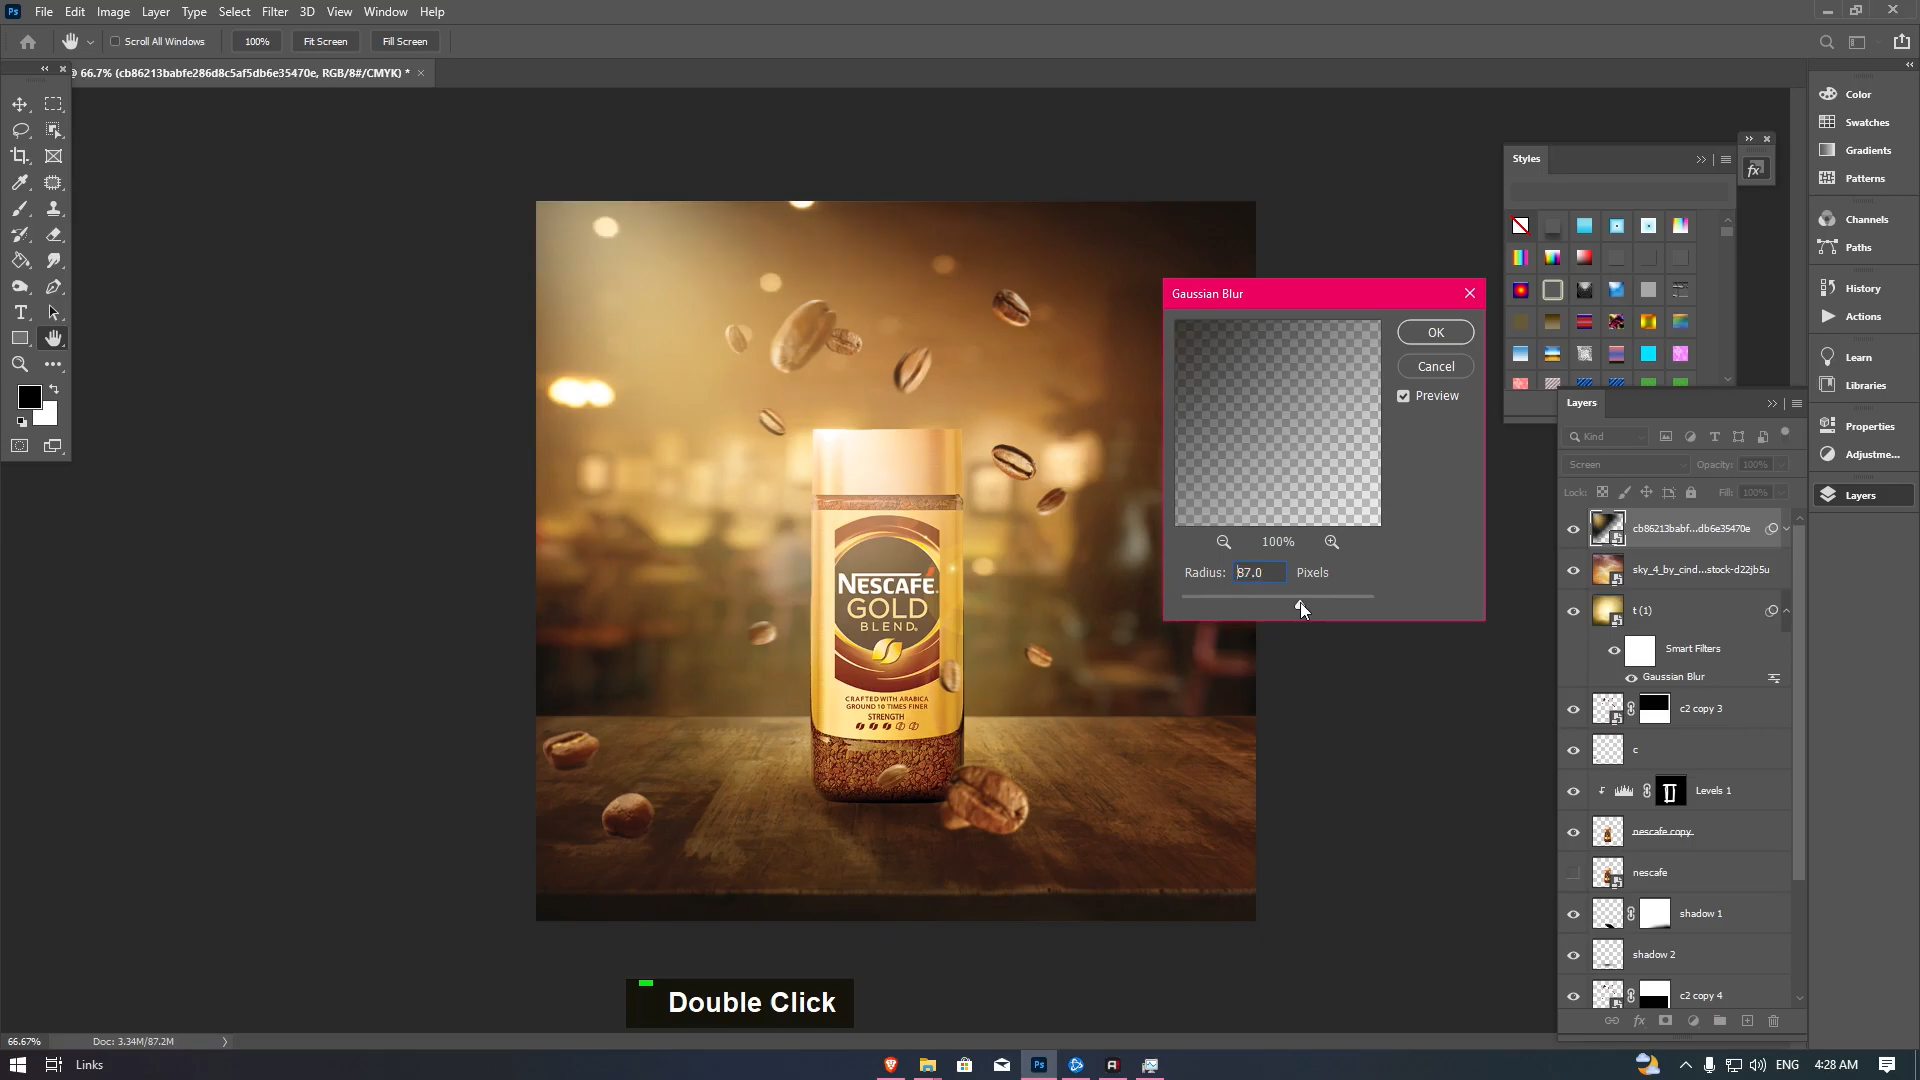 Ps File Edit Image Layer Type Select Filter 3D View Window Help
Scroll All Windows 100% Fit Screen Fill Screen
@ 66.7% (cb86213babfe286d8c5af5db6e35470e, RGB/8#/CMYK) * ×
Color
Swatches
Gradients
Patterns
Channels
Paths
History
Actions
Learn
Libraries
Properties
Adjustme...
Layers
Styles
fx
Gaussian Blur
OK
Cancel
Preview
100%
Radius: 87.0 Pixels
Layers
Kind
Screen Opacity: 100%
Lock: Fill: 100%
cb86213babf...db6e35470e
sky_4_by_cind...stock-d22jb5u
t (1)
Smart Filters
Gaussian Blur
c2 copy 3
c
Levels 1
nescafe copy
nescafe
shadow 1
shadow 2
c2 copy 4
fx
NESCAFÉ
GOLD
BLEND
CRAFTED WITH ARABICA
GROUND 10 TIMES FINER
STRENGTH
Double Click
66.67% Doc: 3.34M/87.2M
Links
Ps
ENG 4:28 AM